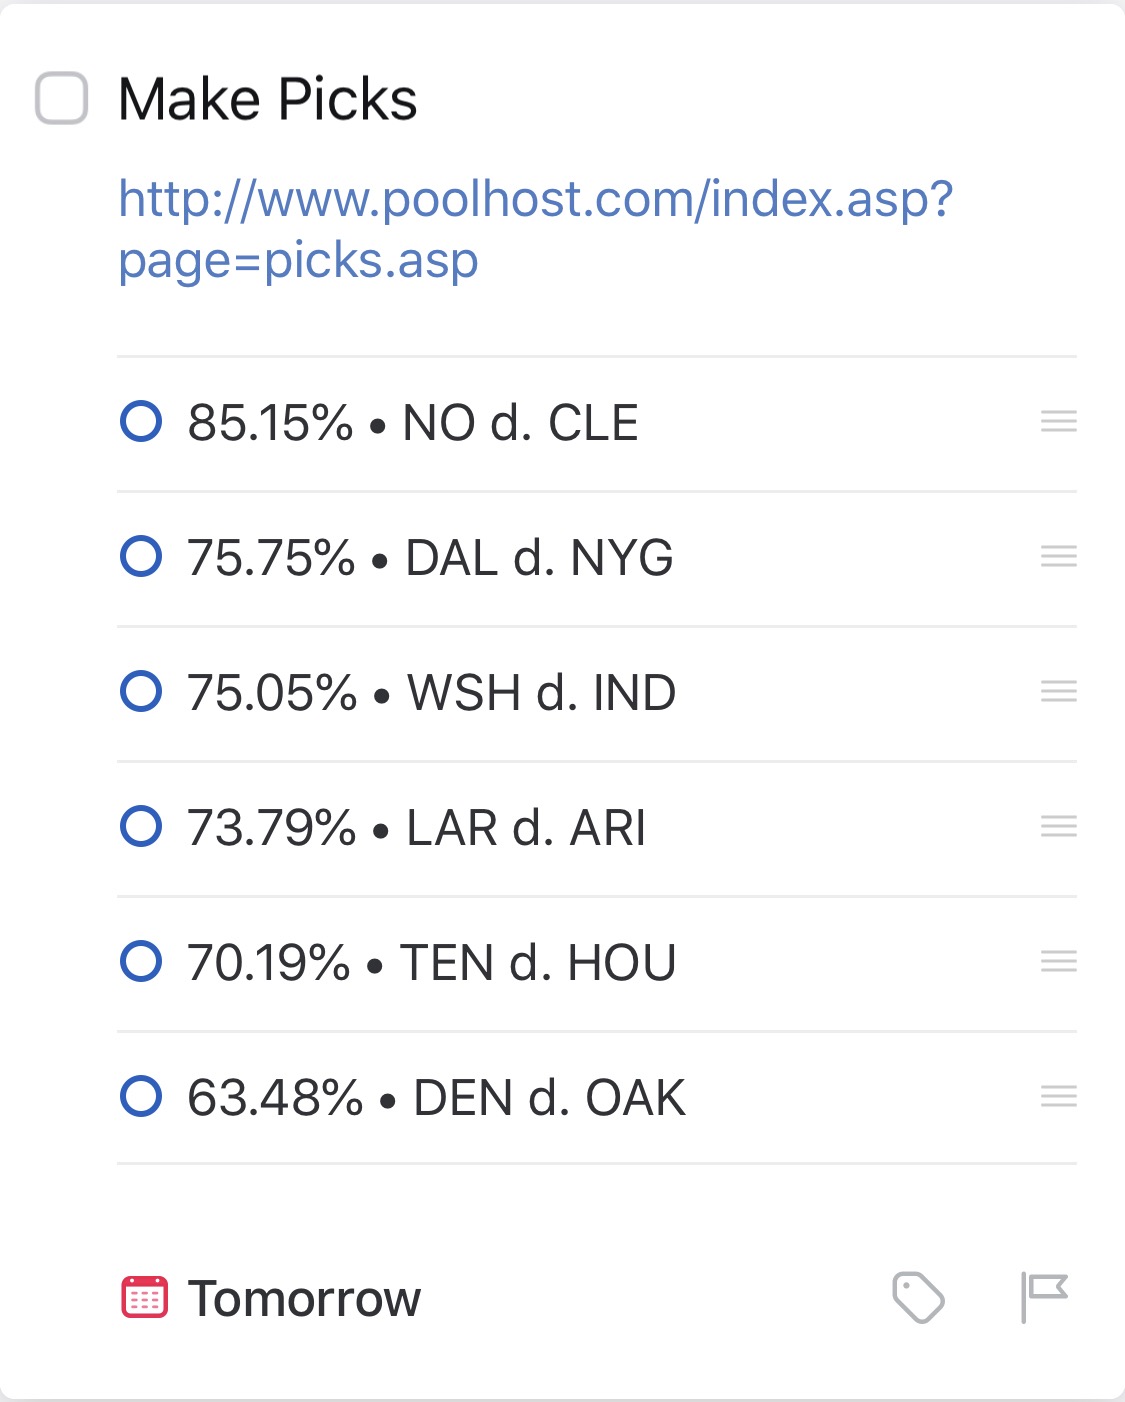 Make Picks
http://www.poolhost.com/index.asp?
page=picks.asp
85.15% • NO d. CLE
75.75% • DAL d. NYG
75.05% • WSH d. IND
73.79% • LAR d. ARI
70.19% • TEN d. HOU
63.48% • DEN d. OAK
Tomorrow